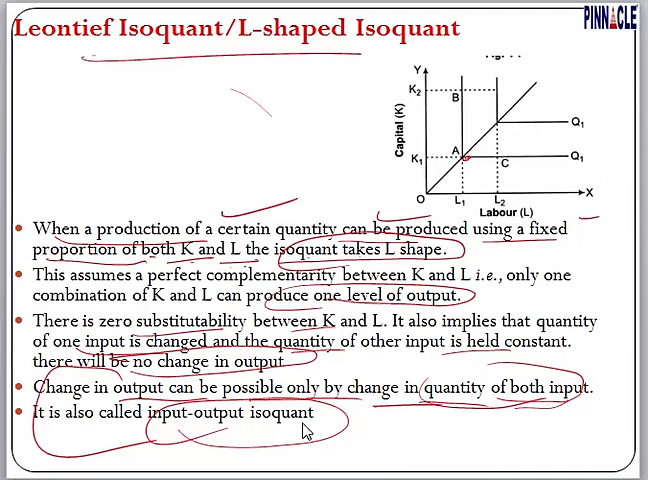 Leontief Isoquant/L-shaped Isoquant
PINNACLE
Y
K2
B
Q1
Capital (K)
A
K1
C
Q1
O
L1
L2
X
Labour (L)
When a production of a certain quantity can be produced using a fixed
proportion of both K and L the isoquant takes L shape.
This assumes a perfect complementarity between K and L i.e., only one
combination of K and L can produce one level of output.
There is zero substitutability between K and L. It also implies that quantity
of one input is changed and the quantity of other input is held constant.
there will be no change in output
Change in output can be possible only by change in quantity of both input.
It is also called input-output isoquant